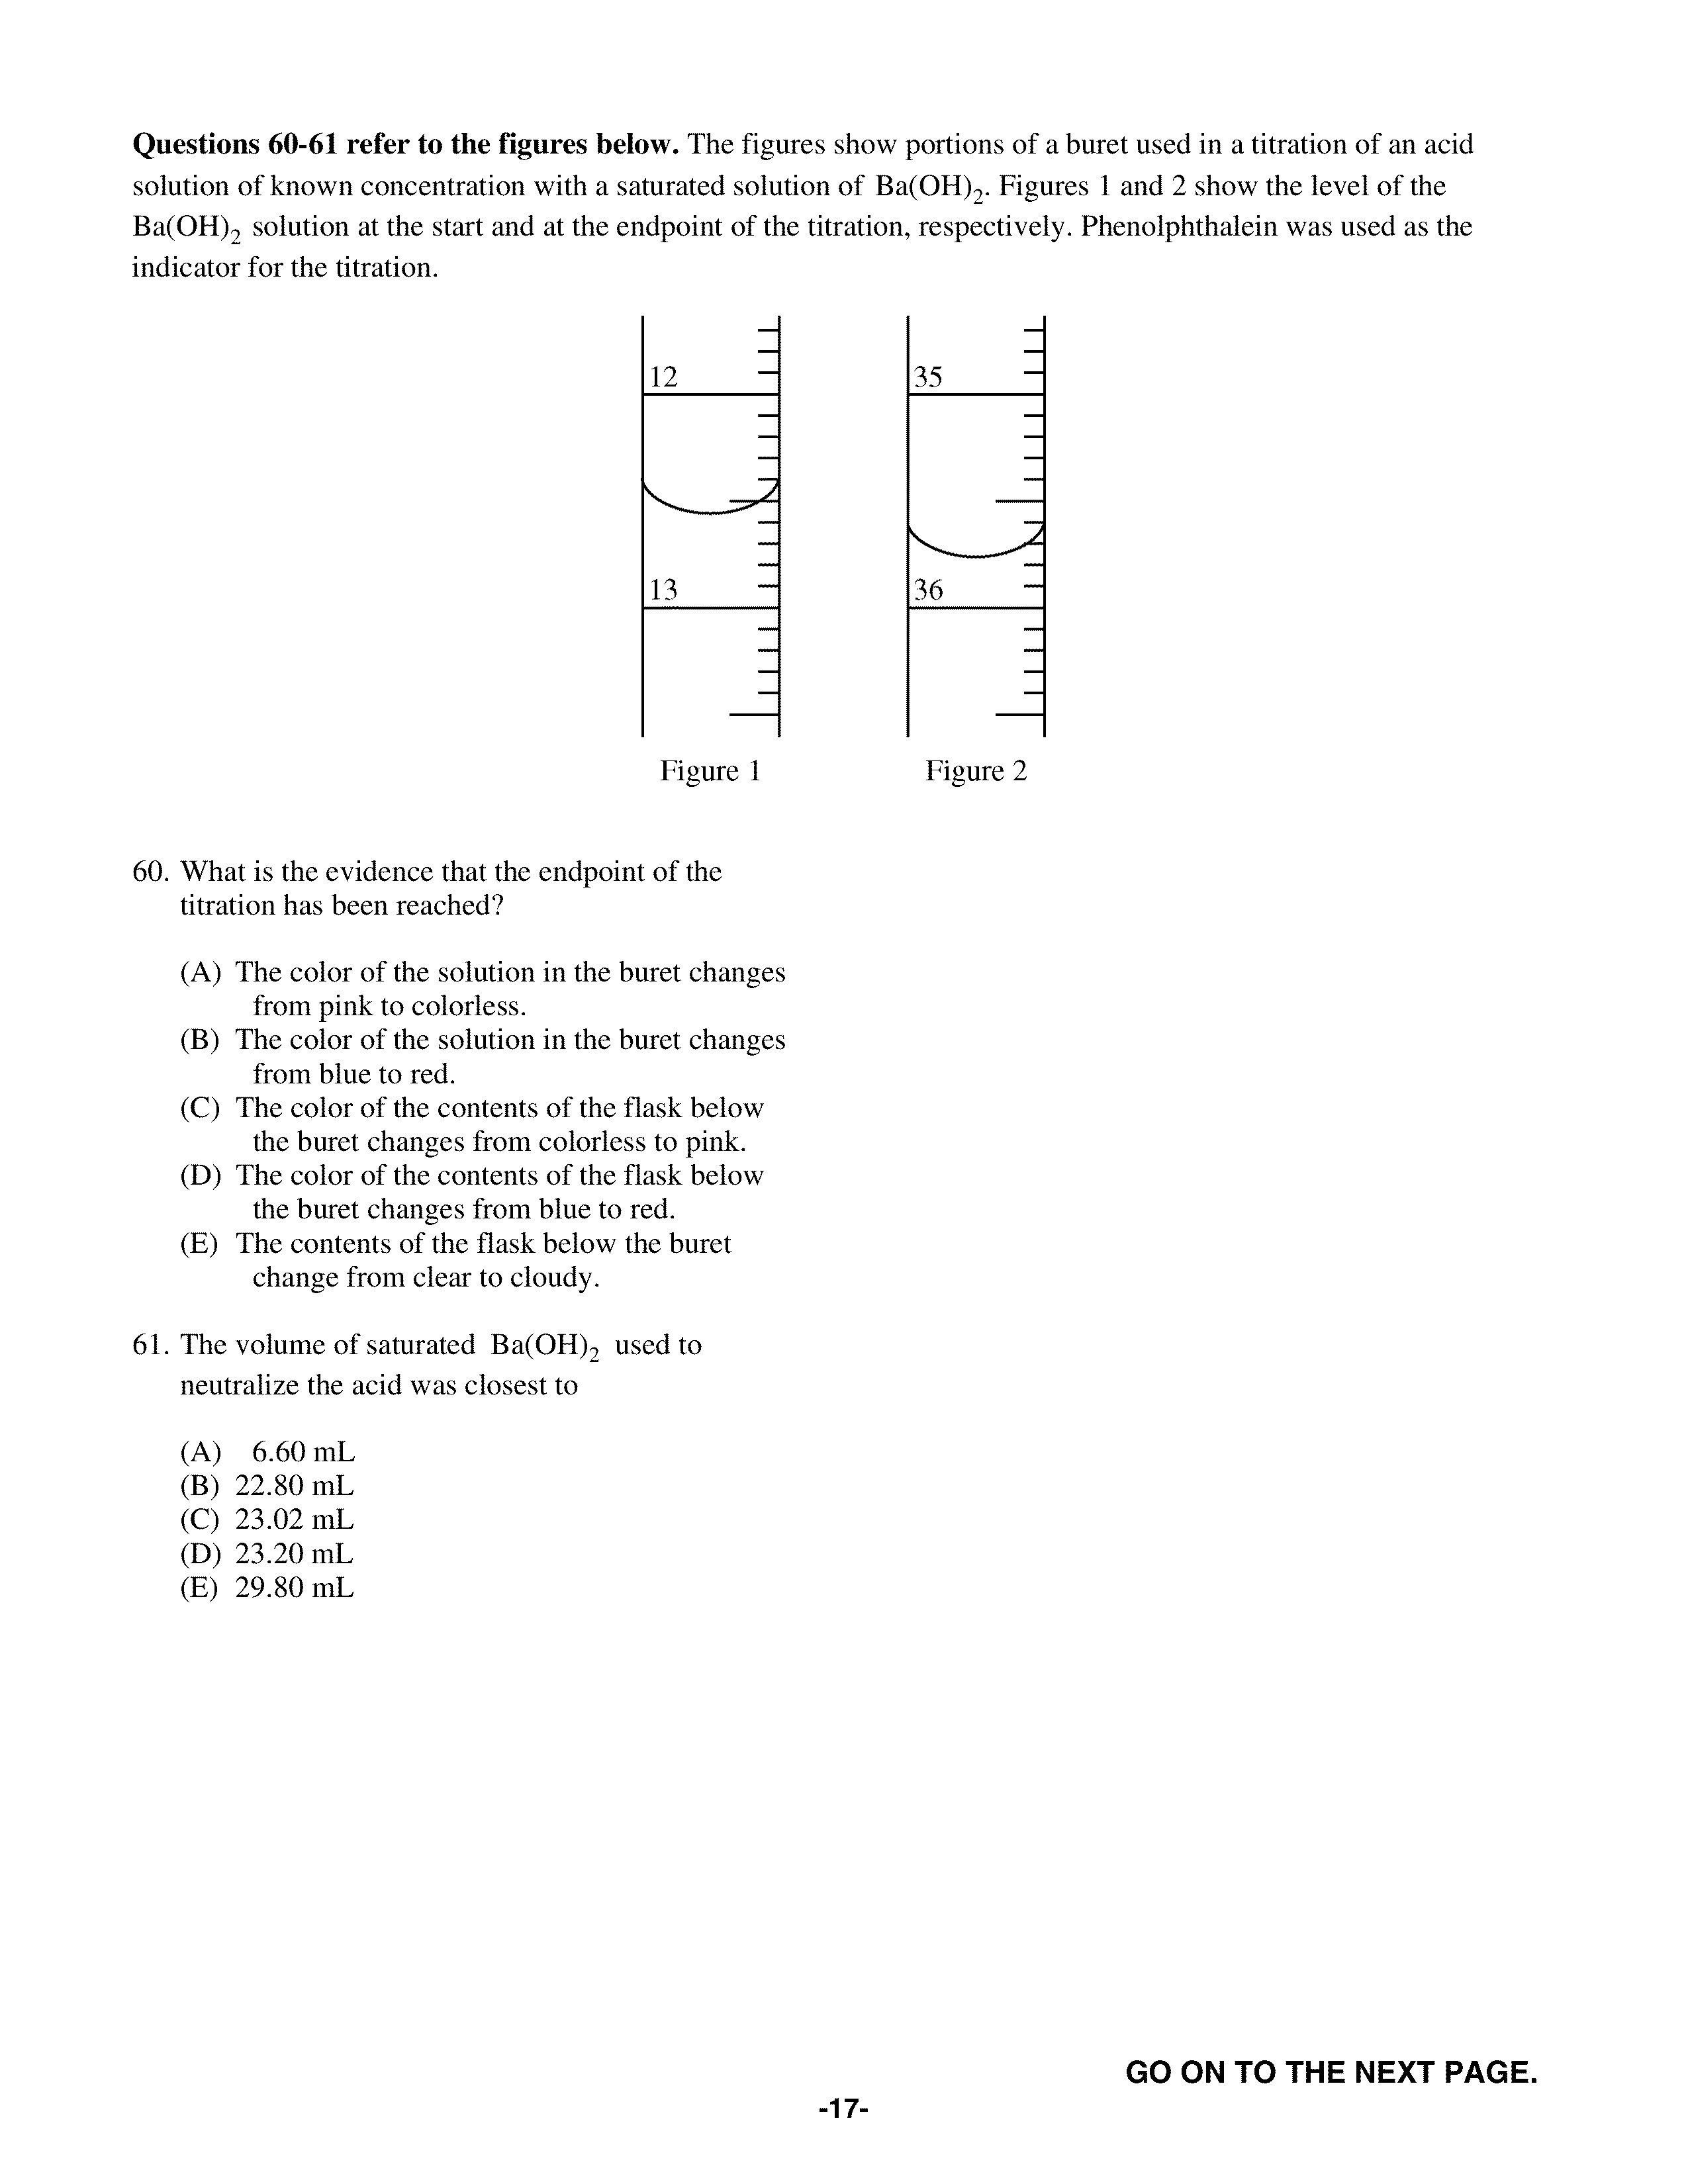 Questions 60-61 refer to the figures below. The figures show portions of a buret used in a titration of an acid
solution of known concentration with a saturated solution of Ba(OH)₂. Figures 1 and 2 show the level of the
Ba(OH)₂ solution at the start and at the endpoint of the titration, respectively. Phenolphthalein was used as the
indicator for the titration.
12
13
Figure 1
35
36
Figure 2
60. What is the evidence that the endpoint of the
titration has been reached?
(A) The color of the solution in the buret changes
from pink to colorless.
(B) The color of the solution in the buret changes
from blue to red.
(C) The color of the contents of the flask below
the buret changes from colorless to pink.
(D) The color of the contents of the flask below
the buret changes from blue to red.
(E) The contents of the flask below the buret
change from clear to cloudy.
61. The volume of saturated Ba(OH)₂ used to
neutralize the acid was closest to
(A) 6.60 mL
(B) 22.80 mL
(C) 23.02 mL
(D) 23.20 mL
(E) 29.80 mL
GO ON TO THE NEXT PAGE.
-17-